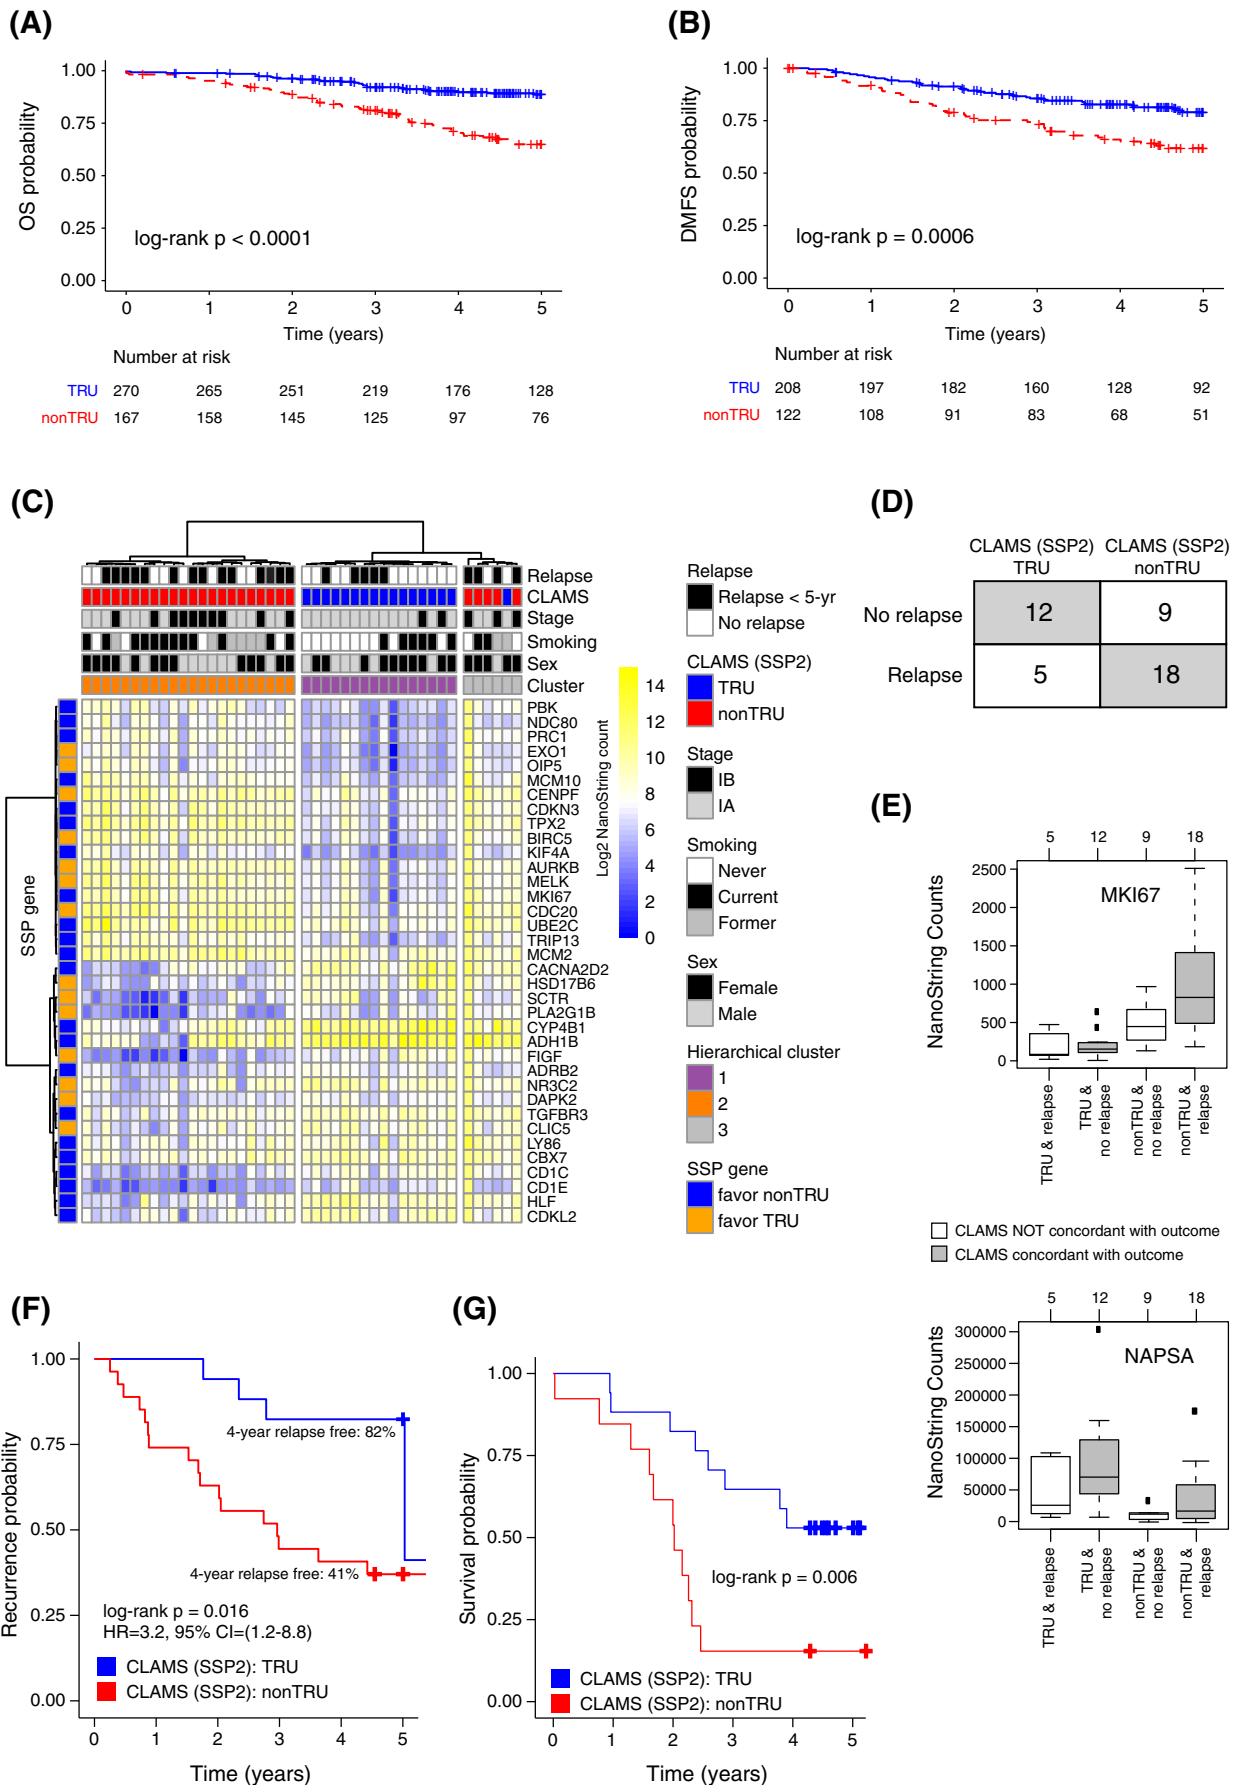 (A)
OS probability
1.00
0.75
0.50
0.25
0.00
log-rank p < 0.0001
0 1 2 3 4 5
Time (years)
Number at risk
TRU 270 265 251 219 176 128
nonTRU 167 158 145 125 97 76
(B)
DMFS probability
1.00
0.75
0.50
0.25
0.00
log-rank p = 0.0006
0 1 2 3 4 5
Time (years)
Number at risk
TRU 208 197 182 160 128 92
nonTRU 122 108 91 83 68 51
(C)
Relapse
CLAMS
Stage
Smoking
Sex
Cluster
SSP gene
PBK
NDC80
PRC1
EXO1
OIP5
MCM10
CENPF
CDKN3
TPX2
BIRC5
KIF4A
AURKB
MELK
MKI67
CDC20
UBE2C
TRIP13
MCM2
CACNA2D2
HSD17B6
SCTR
PLA2G1B
CYP4B1
ADH1B
FIGF
ADRB2
NR3C2
DAPK2
TGFBR3
CLIC5
LY86
CBX7
CD1C
CD1E
HLF
CDKL2
Log2 NanoString count
14
12
10
8
6
4
2
0
Relapse
Relapse < 5-yr
No relapse
CLAMS (SSP2)
TRU
nonTRU
Stage
IB
IA
Smoking
Never
Current
Former
Sex
Female
Male
Hierarchical cluster
1
2
3
SSP gene
favor nonTRU
favor TRU
(D)
CLAMS (SSP2) CLAMS (SSP2)
TRU nonTRU
No relapse 12 9
Relapse 5 18
(E)
5 12 9 18
NanoString Counts
MKI67
2500
2000
1500
1000
500
0
TRU & relapse
TRU &
no relapse
nonTRU &
no relapse
nonTRU &
relapse
CLAMS NOT concordant with outcome
CLAMS concordant with outcome
5 12 9 18
NanoString Counts
NAPSA
300000
250000
200000
150000
100000
50000
0
TRU & relapse
TRU &
no relapse
nonTRU &
no relapse
nonTRU &
relapse
(F)
Recurrence probability
1.00
0.75
0.50
0.25
0.00
4-year relapse free: 82%
4-year relapse free: 41%
log-rank p = 0.016
HR=3.2, 95% CI=(1.2-8.8)
CLAMS (SSP2): TRU
CLAMS (SSP2): nonTRU
0 1 2 3 4 5
Time (years)
(G)
Survival probability
1.00
0.75
0.50
0.25
0.00
log-rank p = 0.006
CLAMS (SSP2): TRU
CLAMS (SSP2): nonTRU
0 1 2 3 4 5
Time (years)